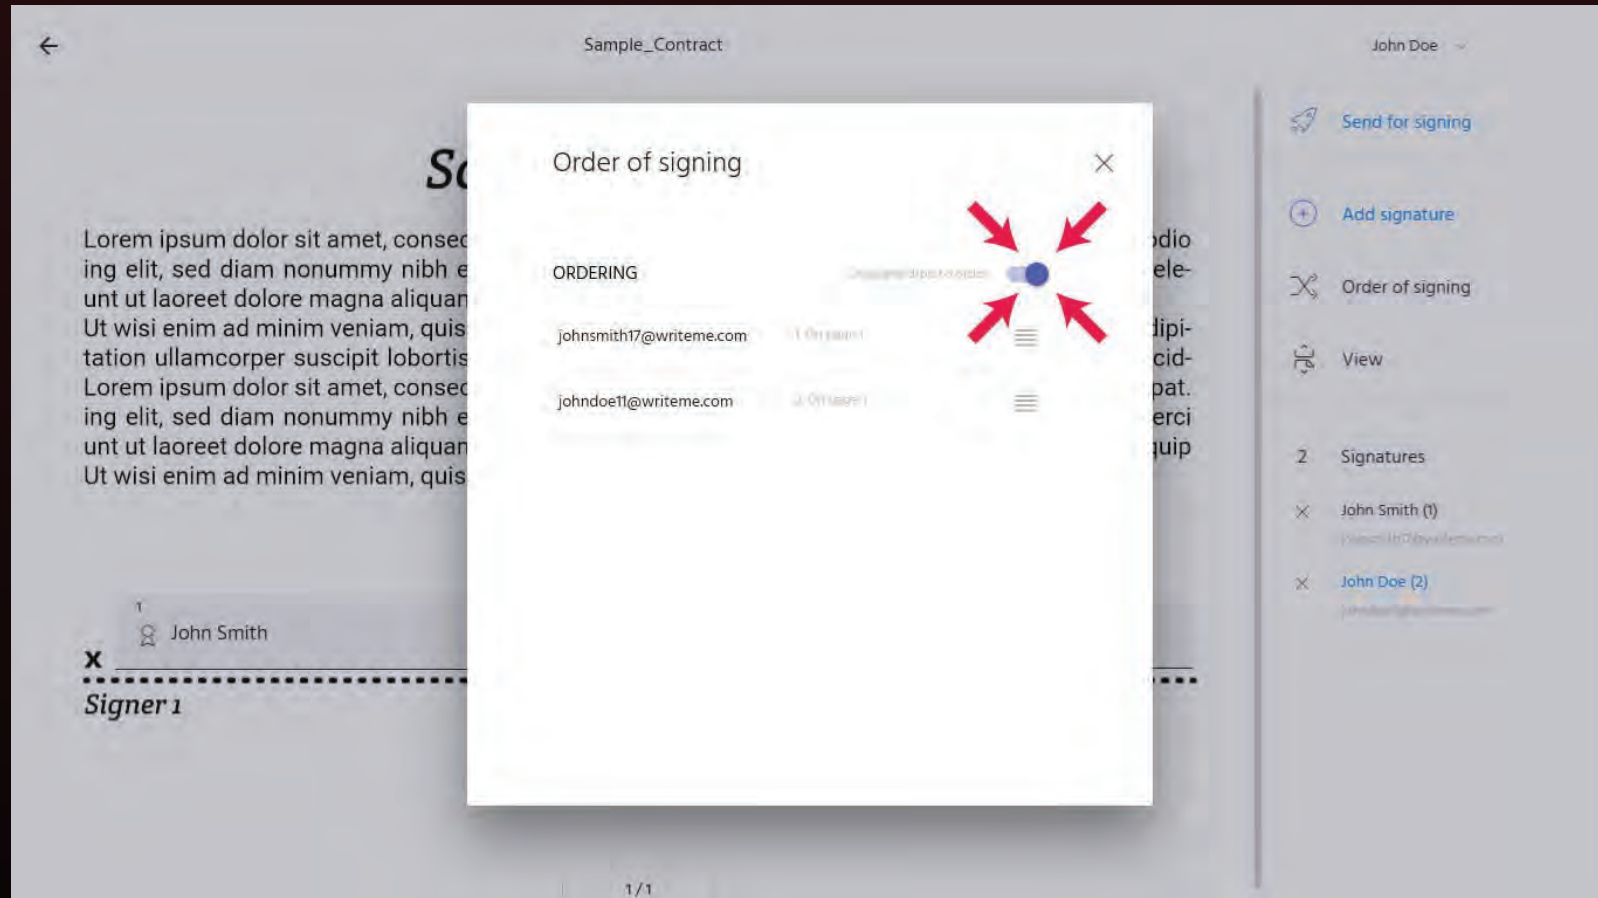 Sample_Contract
John Doe
Send for signing
Order of signing
Add signature
Lorem ipsum dolor sit amet, consec
odio
ing elit, sed diam nonummy nibh e
ele-
ORDERING
Order of signing
unt ut laoreet dolore magna aliquan
Ut wisi enim ad minim veniam, quis
dipi-
johnsmith17@writeme.com
tation ullamcorper suscipit lobortis
cid-
View
Lorem ipsum dolor sit amet, consec
pat.
johndoe11@writeme.com
ing elit, sed diam nonummy nibh e
erci
unt ut laoreet dolore magna aliquan
quip
2 Signatures
Ut wisi enim ad minim veniam, quis
John Smith (1)
John Doe (2)
1
John Smith
x
Signer 1
1/1